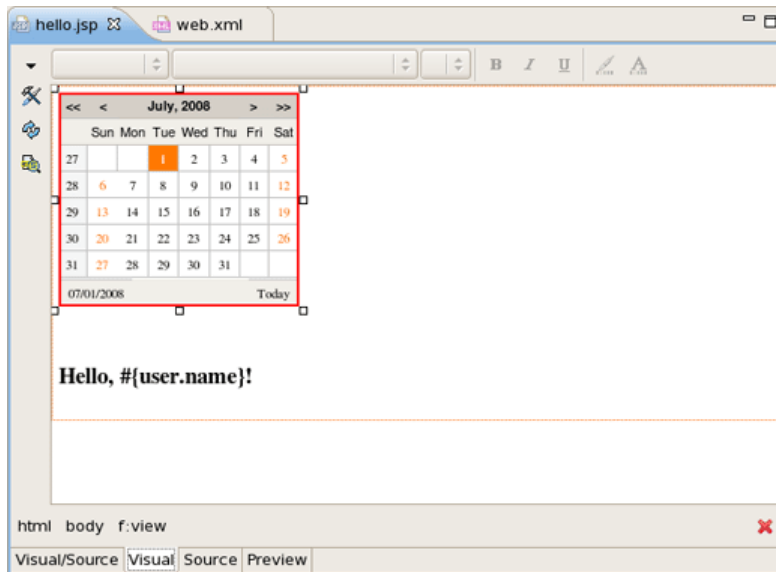 hello.jsp web.xml
B I U A
<< < July, 2008 > >>
Sun Mon Tue Wed Thu Fri Sat
27 1 2 3 4 5
28 6 7 8 9 10 11 12
29 13 14 15 16 17 18 19
30 20 21 22 23 24 25 26
31 27 28 29 30 31
07/01/2008 Today
Hello, #{user.name}!
html body f:view
Visual/Source Visual Source Preview